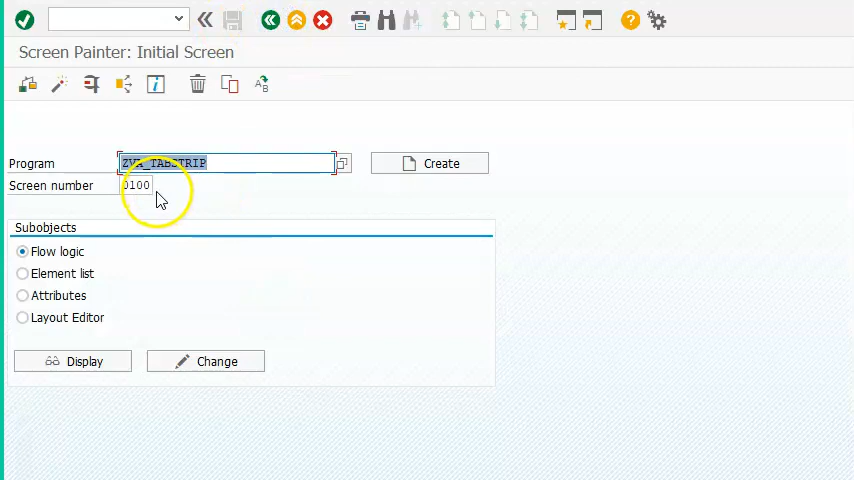 Screen Painter: Initial Screen
Program ZVA_TABSTRIP Create
Screen number 0100
Subobjects
Flow logic
Element list
Attributes
Layout Editor
Display Change